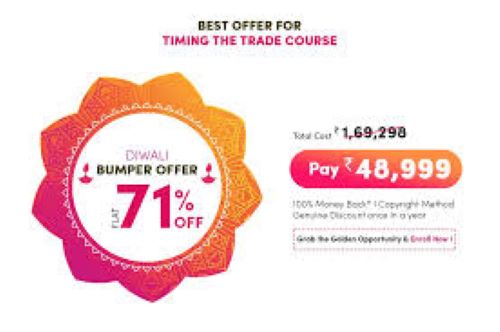 BEST OFFER FOR
TIMING THE TRADE COURSE
DIWALI
BUMPER OFFER
FLAT 71% OFF
Total Cost ₹ 1,69,298
Pay ₹ 48,999
100% Money Back* | Copyright Method
Genuine Discount once in a year
Grab the Golden Opportunity & Enroll Now !